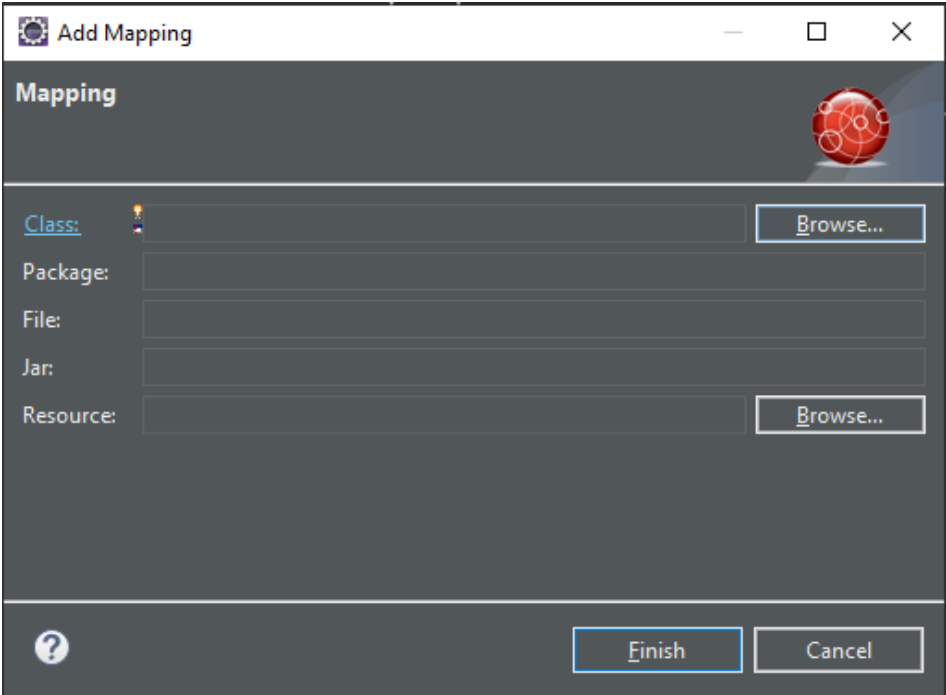 Add Mapping
Mapping
Class: Browse...
Package:
File:
Jar:
Resource: Browse...
Finish Cancel